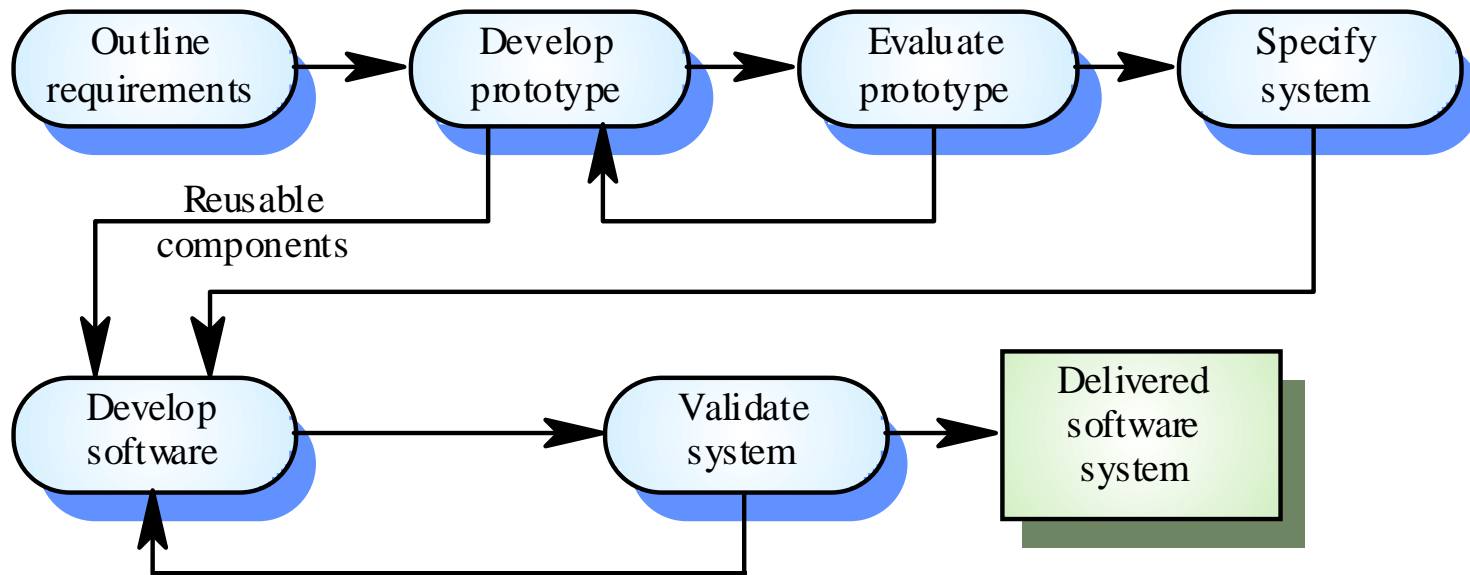 Outline
requirements
Develop
prototype
Evaluate
prototype
Specify
system
Reusable
components
Develop
software
Validate
system
Delivered
software
system